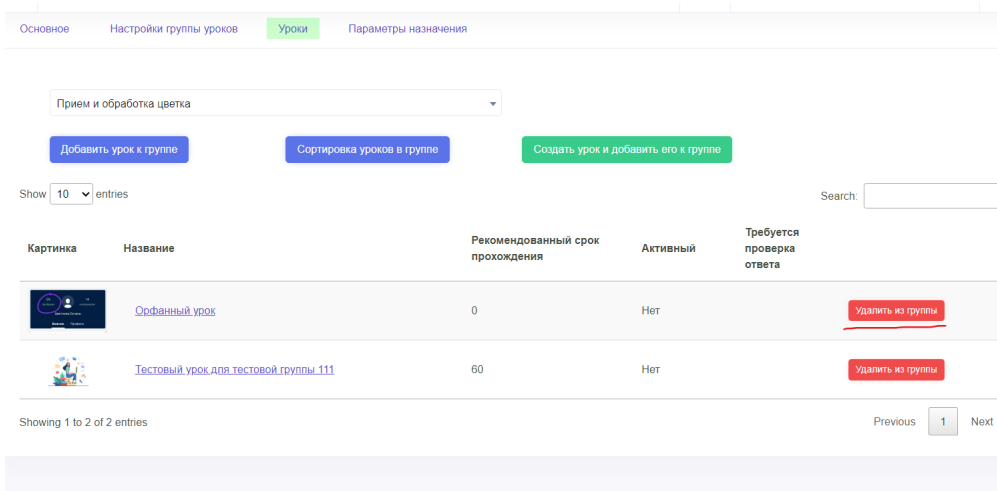 Основное Настройки группы уроков Уроки Параметры назначения
Прием и обработка цветка
Добавить урок к группе Сортировка уроков в группе Создать урок и добавить его к группе
Show 10 entries Search:
Картинка Название Рекомендованный срок прохождения Активный Требуется проверка ответа
Орфанный урок 0 Нет Удалить из группы
Тестовый урок для тестовой группы 111 60 Нет Удалить из группы
Showing 1 to 2 of 2 entries Previous 1 Next